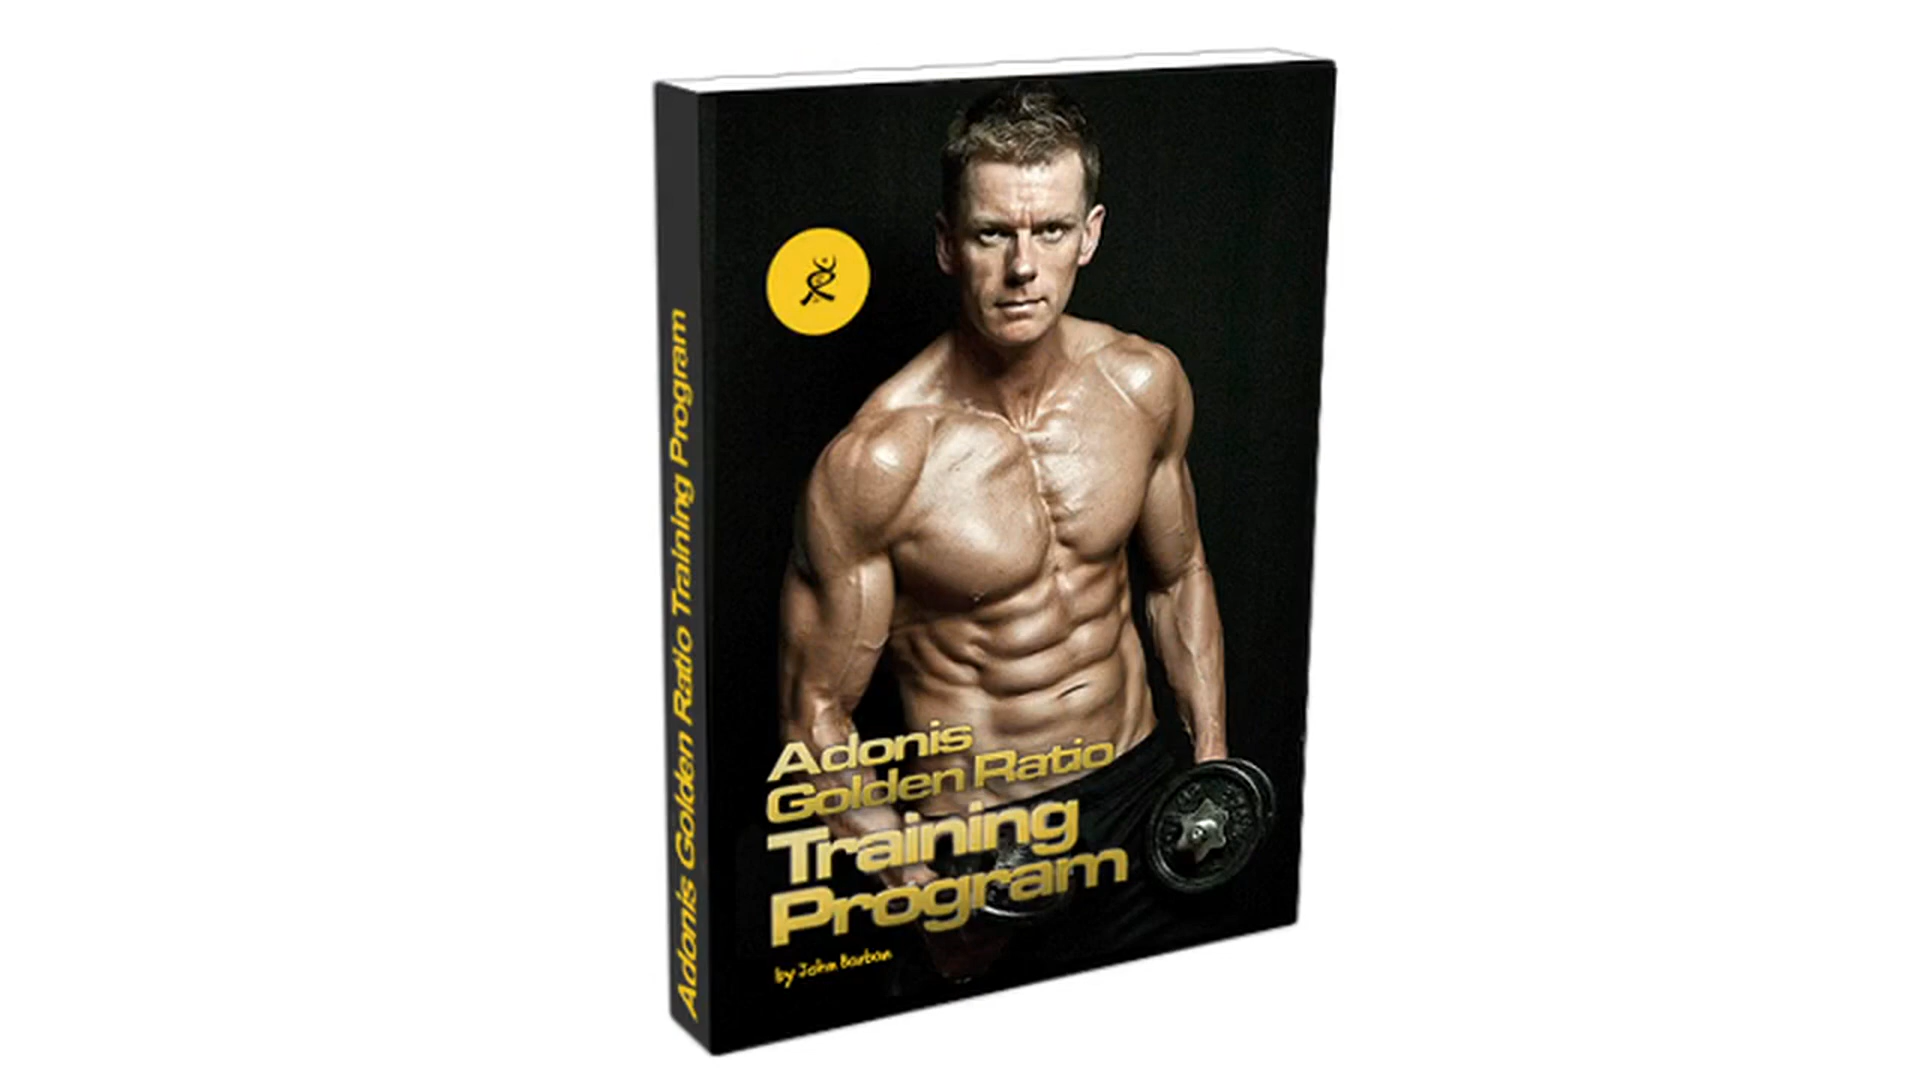 Adonis Golden Ratio Training Program
Adonis
Golden Ratio
Training
Program
by John Barban